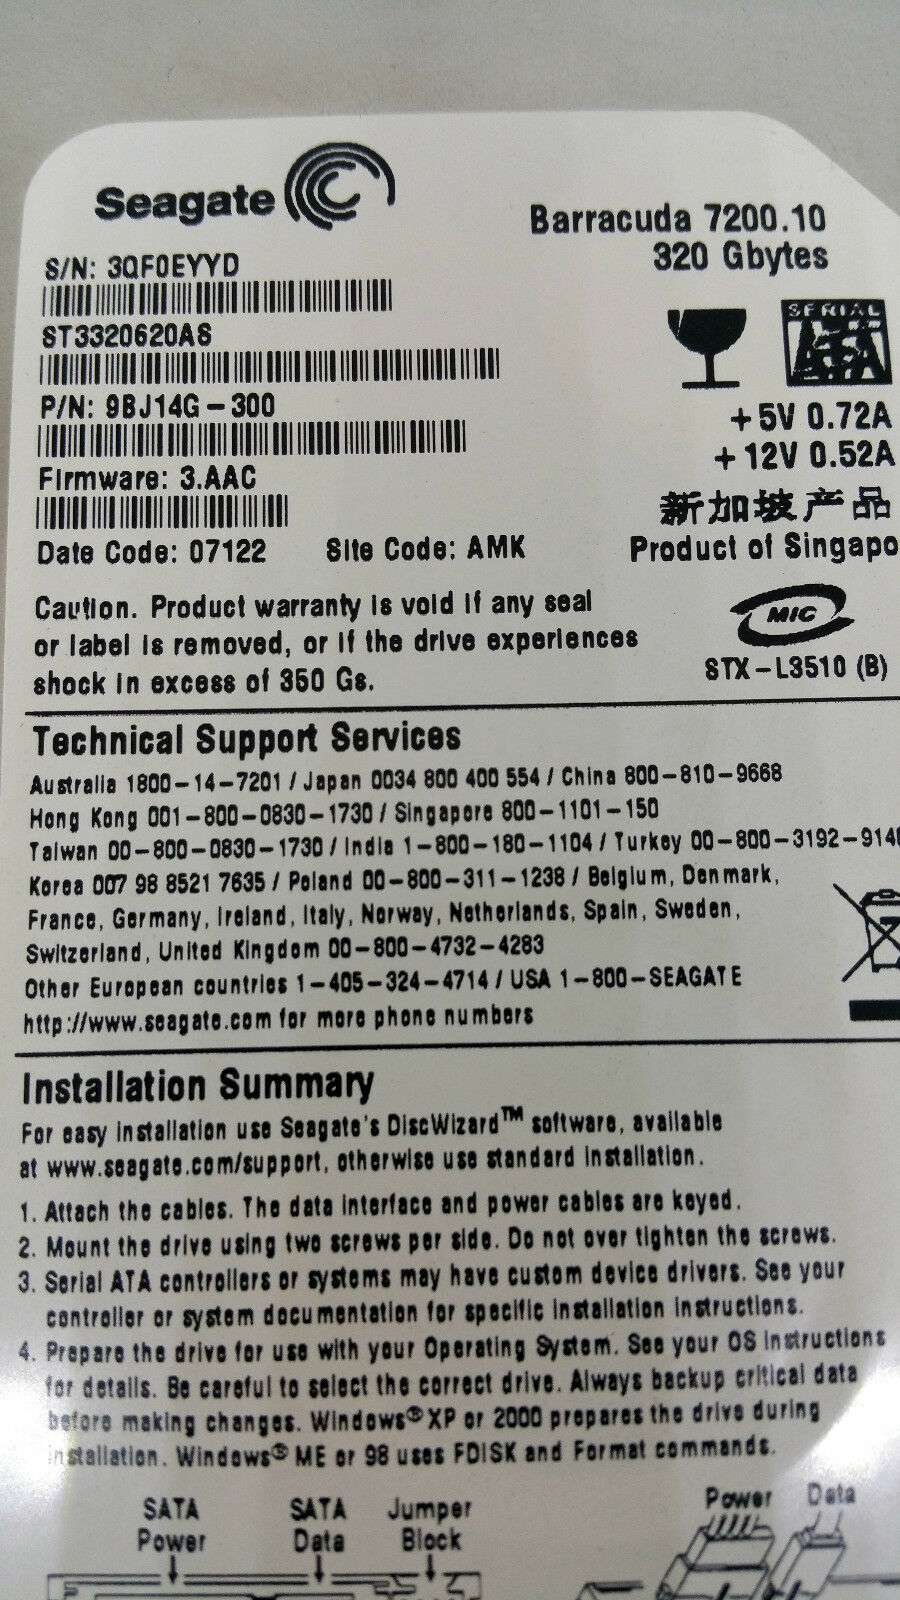 Seagate
Barracuda 7200.10
320 Gbytes
S/N: 3QF0EYYD
ST3320620AS
SERIAL
ATA
P/N: 9BJ14G-300
+5V 0.72A
+12V 0.52A
Firmware: 3.AAC
新加坡产品
Date Code: 07122 Site Code: AMK
Product of Singapo
Caution. Product warranty is void if any seal
or label is removed, or if the drive experiences
shock in excess of 350 Gs.
MIC
STX-L3510 (B)
Technical Support Services
Australia 1800-14-7201 / Japan 0034 800 400 554 / China 800-810-9668
Hong Kong 001-800-0830-1730 / Singapore 800-1101-150
Taiwan 00-800-0830-1730 / India 1-800-180-1104 / Turkey 00-800-3192-9140
Korea 007 98 8521 7635 / Poland 00-800-311-1238 / Belgium, Denmark,
France, Germany, Ireland, Italy, Norway, Netherlands, Spain, Sweden,
Switzerland, United Kingdom 00-800-4732-4283
Other European countries 1-405-324-4714 / USA 1-800-SEAGATE
http://www.seagate.com for more phone numbers
Installation Summary
For easy installation use Seagate's DiscWizard™ software, available
at www.seagate.com/support, otherwise use standard installation.
1. Attach the cables. The data interface and power cables are keyed.
2. Mount the drive using two screws per side. Do not over tighten the screws.
3. Serial ATA controllers or systems may have custom device drivers. See your
controller or system documentation for specific installation instructions.
4. Prepare the drive for use with your Operating System. See your OS instructions
for details. Be careful to select the correct drive. Always backup critical data
before making changes. Windows® XP or 2000 prepares the drive during
installation. Windows® ME or 98 uses FDISK and Format commands.
SATA Power
SATA Data
Jumper Block
Power Data